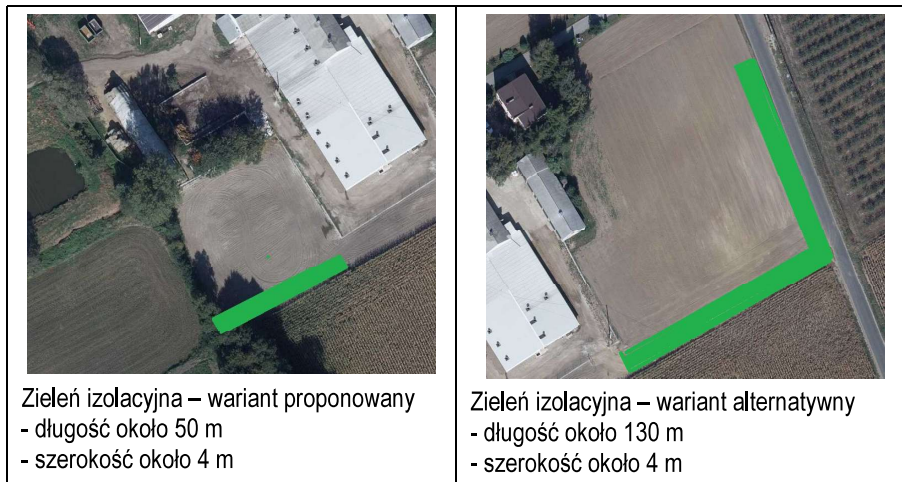 Zieleń izolacyjna – wariant proponowany
- długość około 50 m
- szerokość około 4 m
Zieleń izolacyjna – wariant alternatywny
- długość około 130 m
- szerokość około 4 m